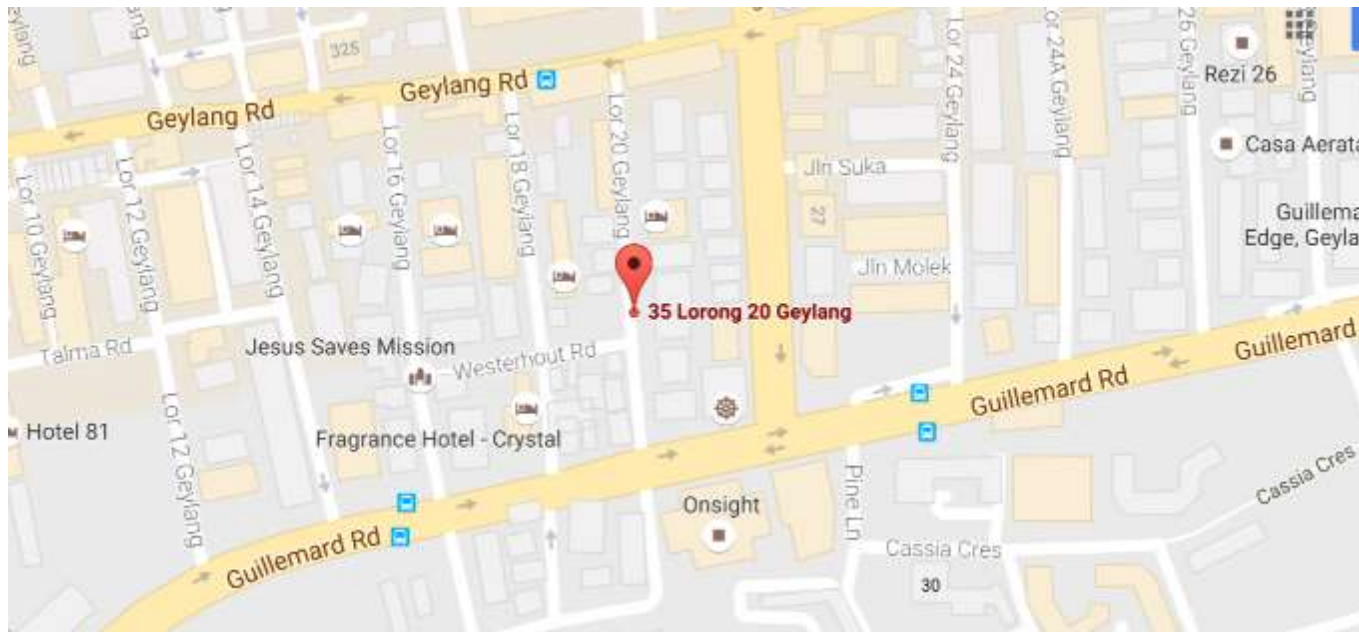 eylang
Lor 24 Geylang
Lor 24A Geylang
26 Geylang
325
Rezi 26
Geylang Rd
Geylang Rd
Lor 10 Geylang
Lor 12 Geylang
Lor 14 Geylang
Lor 16 Geylang
Lor 18 Geylang
Lor 20 Geylang
Casa Aerata
Jln Suka
27
Guillema
Edge, Geyla
Jln Molek
35 Lorong 20 Geylang
Talma Rd
Jesus Saves Mission
Westerhout Rd
Guillemard
Guillemard Rd
Hotel 81
Fragrance Hotel - Crystal
Lor 12 Geylang
Onsight
Pine Ln
Cassia Cres
Guillemard Rd
Cassia Cres
30